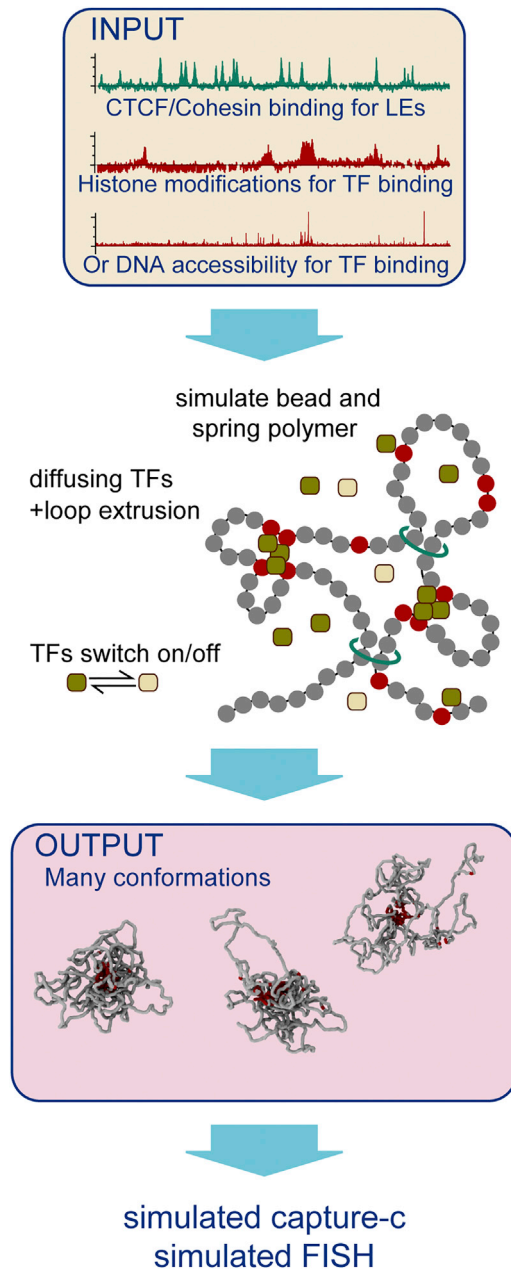 INPUT
CTCF/Cohesin binding for LEs
Histone modifications for TF binding
Or DNA accessibility for TF binding
simulate bead and
spring polymer
diffusing TFs
+loop extrusion
TFs switch on/off
OUTPUT
Many conformations
simulated capture-c
simulated FISH